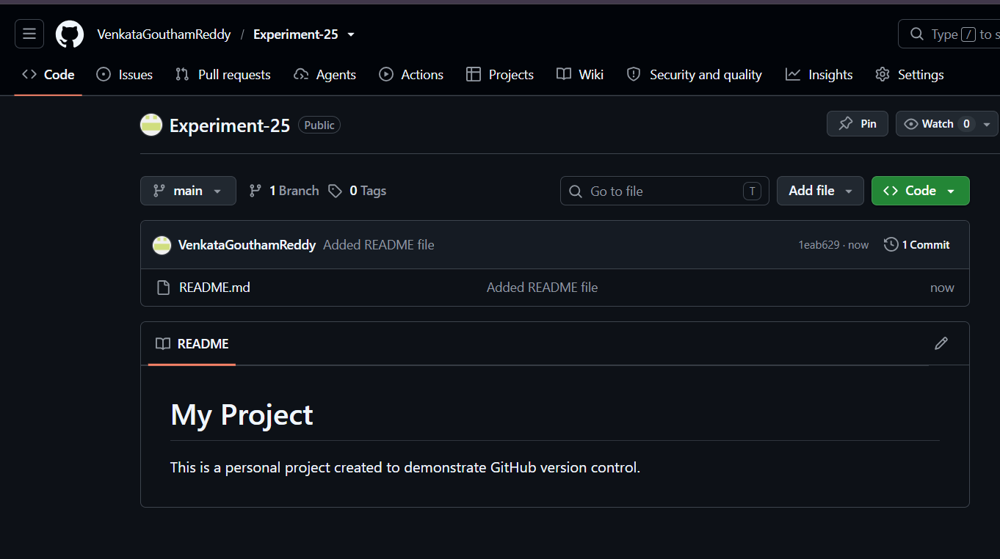 VenkataGouthamReddy / Experiment-25
Type / to s
Code Issues Pull requests Agents Actions Projects Wiki Security and quality Insights Settings
Experiment-25 Public Pin Watch 0
main 1 Branch 0 Tags Go to file T Add file Code
VenkataGouthamReddy Added README file 1eab629 · now 1 Commit
README.md Added README file now
README
My Project
This is a personal project created to demonstrate GitHub version control.